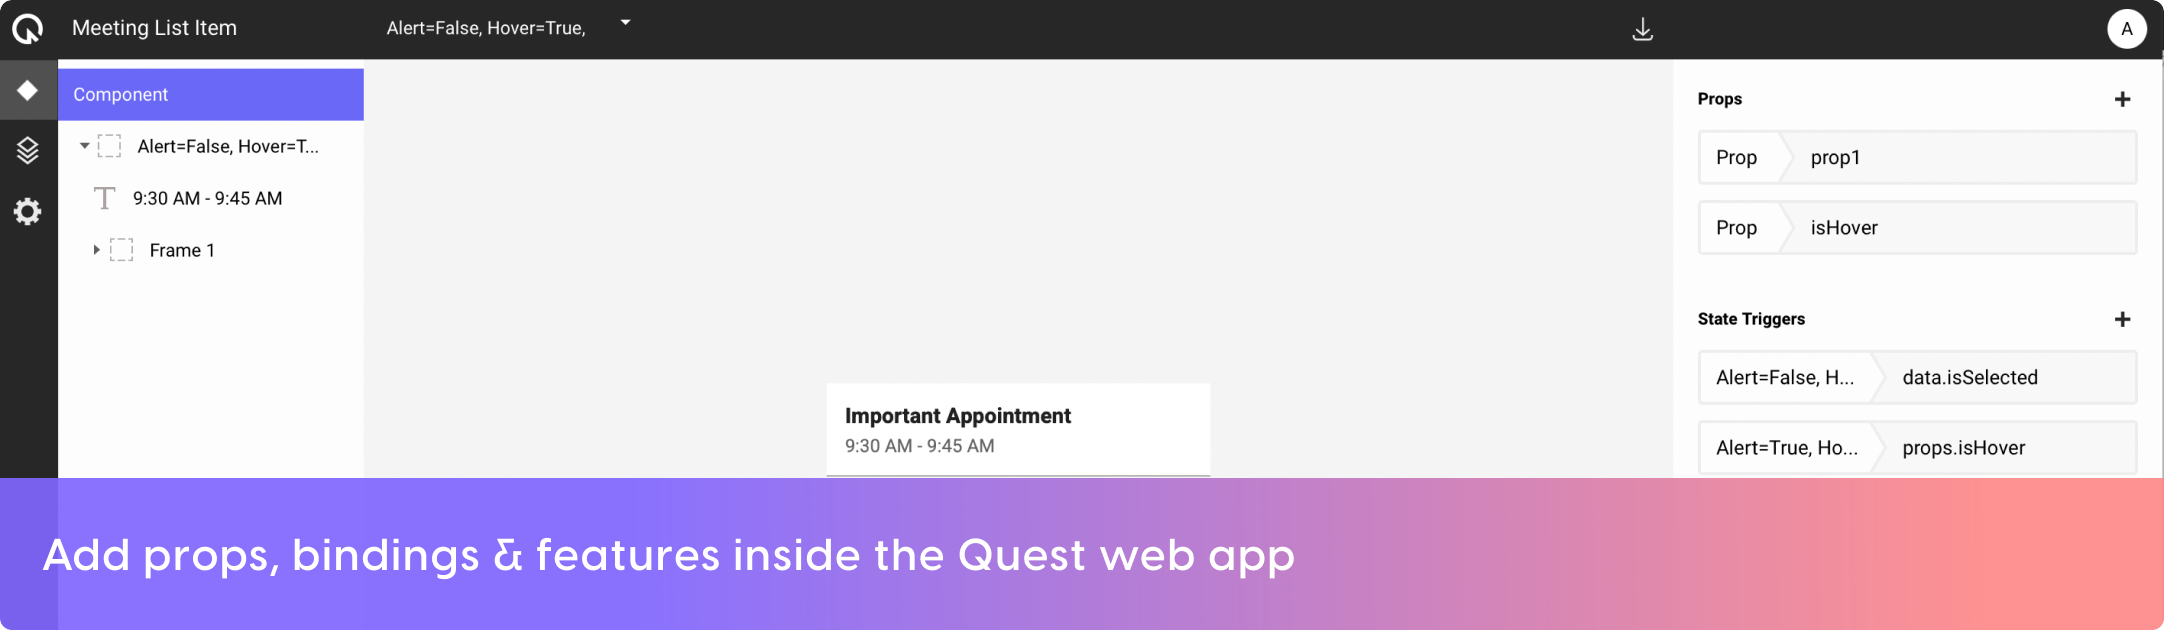 Meeting List Item
Alert=False, Hover=True,
A
Component
Alert=False, Hover=T...
9:30 AM - 9:45 AM
Frame 1
Important Appointment
9:30 AM - 9:45 AM
Props
Prop prop1
Prop isHover
State Triggers
Alert=False, H... data.isSelected
Alert=True, Ho... props.isHover
Add props, bindings & features inside the Quest web app